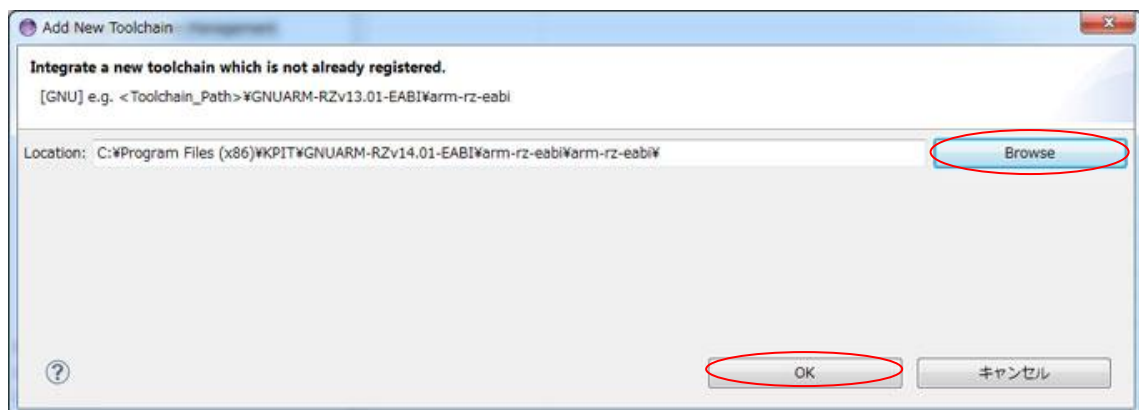 Add New Toolchain
Integrate a new toolchain which is not already registered.
[GNU] e.g. <Toolchain_Path>¥GNUARM-RZv13.01-EABI¥arm-rz-eabi
Location: C:¥Program Files (x86)¥KPIT¥GNUARM-RZv14.01-EABI¥arm-rz-eabi¥arm-rz-eabi¥ Browse
OK キャンセル